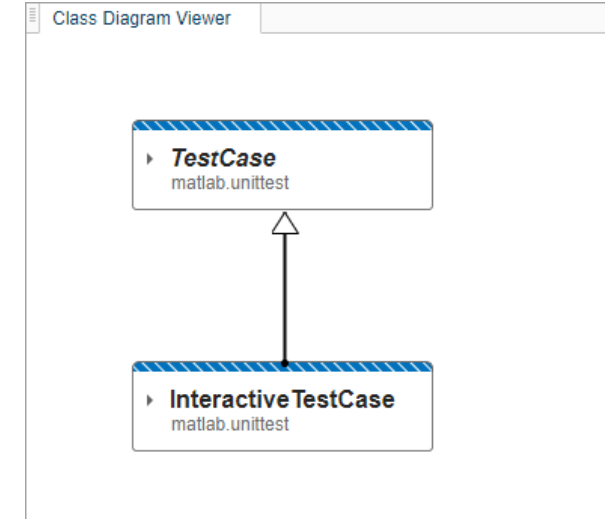 Class Diagram Viewer
TestCase
matlab.unittest
InteractiveTestCase
matlab.unittest